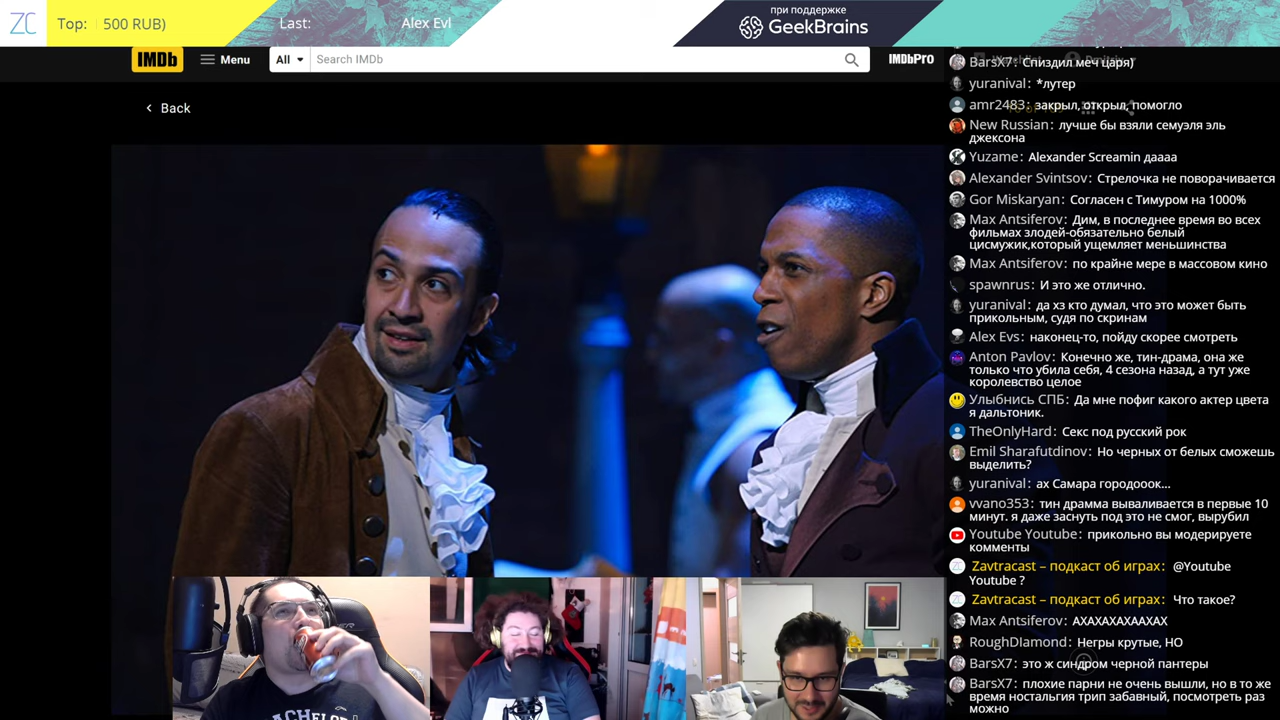 ZC Top: 500 RUB) Last: Alex Evl
при поддержке
GeekBrains
IMDb Menu All Search IMDb IMDbPro
Back
BarsX7: Спиздил меч царя)
yuranival: *лутер
amr2483: закрыл,открыл,помогло
New Russian: лучше бы взяли семуэля эль
джексона
Yuzame: Alexander Screamin даааа
Alexander Svintsov: Стрелочка не поворачивается
Gor Miskaryan: Согласен с Тимуром на 1000%
Max Antsiferov: Дим, в последнее время во всех
фильмах злодей-обязательно белый
цисмужик,который ущемляет меньшинства
Max Antsiferov: по крайне мере в массовом кино
spawnrus: И это же отлично.
yuranival: да хз кто думал, что это может быть
прикольным, судя по скринам
Alex Evs: наконец-то, пойду скорее смотреть
Anton Pavlov: Конечно же, тин-драма, она же
только что убила себя, 4 сезона назад, а тут уже
королевство целое
Улыбнись СПБ: Да мне пофиг какого актер цвета
я дальтоник.
TheOnlyHard: Секс под русский рок
Emil Sharafutdinov: Но черных от белых сможешь
выделить?
yuranival: ах Самара городооок...
vvano353: тин драмма вываливается в первые 10
минут. я даже заснуть под это не смог, вырубил
Youtube Youtube: прикольно вы модерируете
комменты
ZC Zavtracast – подкаст об играх: @Youtube
Youtube ?
ZC Zavtracast – подкаст об играх: Что такое?
Max Antsiferov: АХАХАХАХААХАХ
RoughDIamond: Негры крутые, НО
BarsX7: это ж синдром черной пантеры
BarsX7: плохие парни не очень вышли, но в то же
время ностальгия трип забавный, посмотреть раз
можно